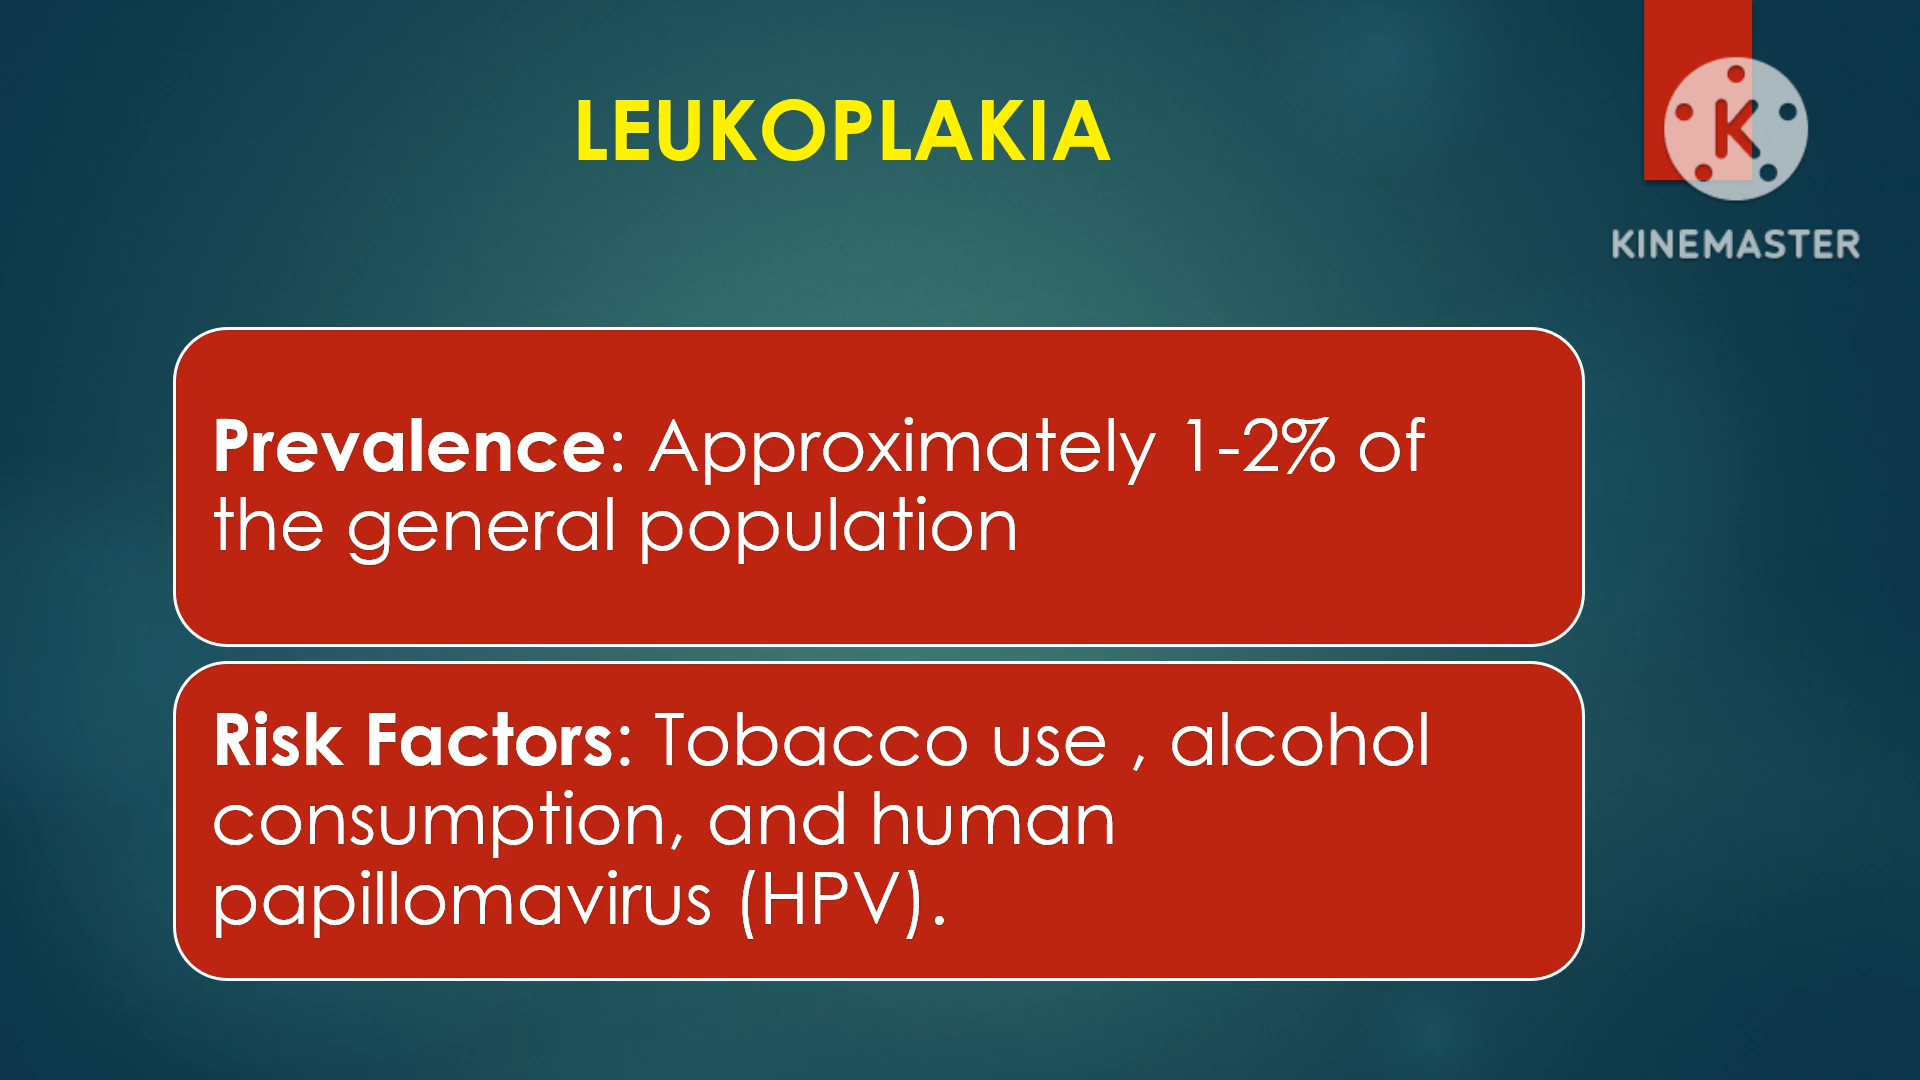 LEUKOPLAKIA
K
KINEMASTER
Prevalence: Approximately 1-2% of
the general population
Risk Factors: Tobacco use , alcohol
consumption, and human
papillomavirus (HPV).